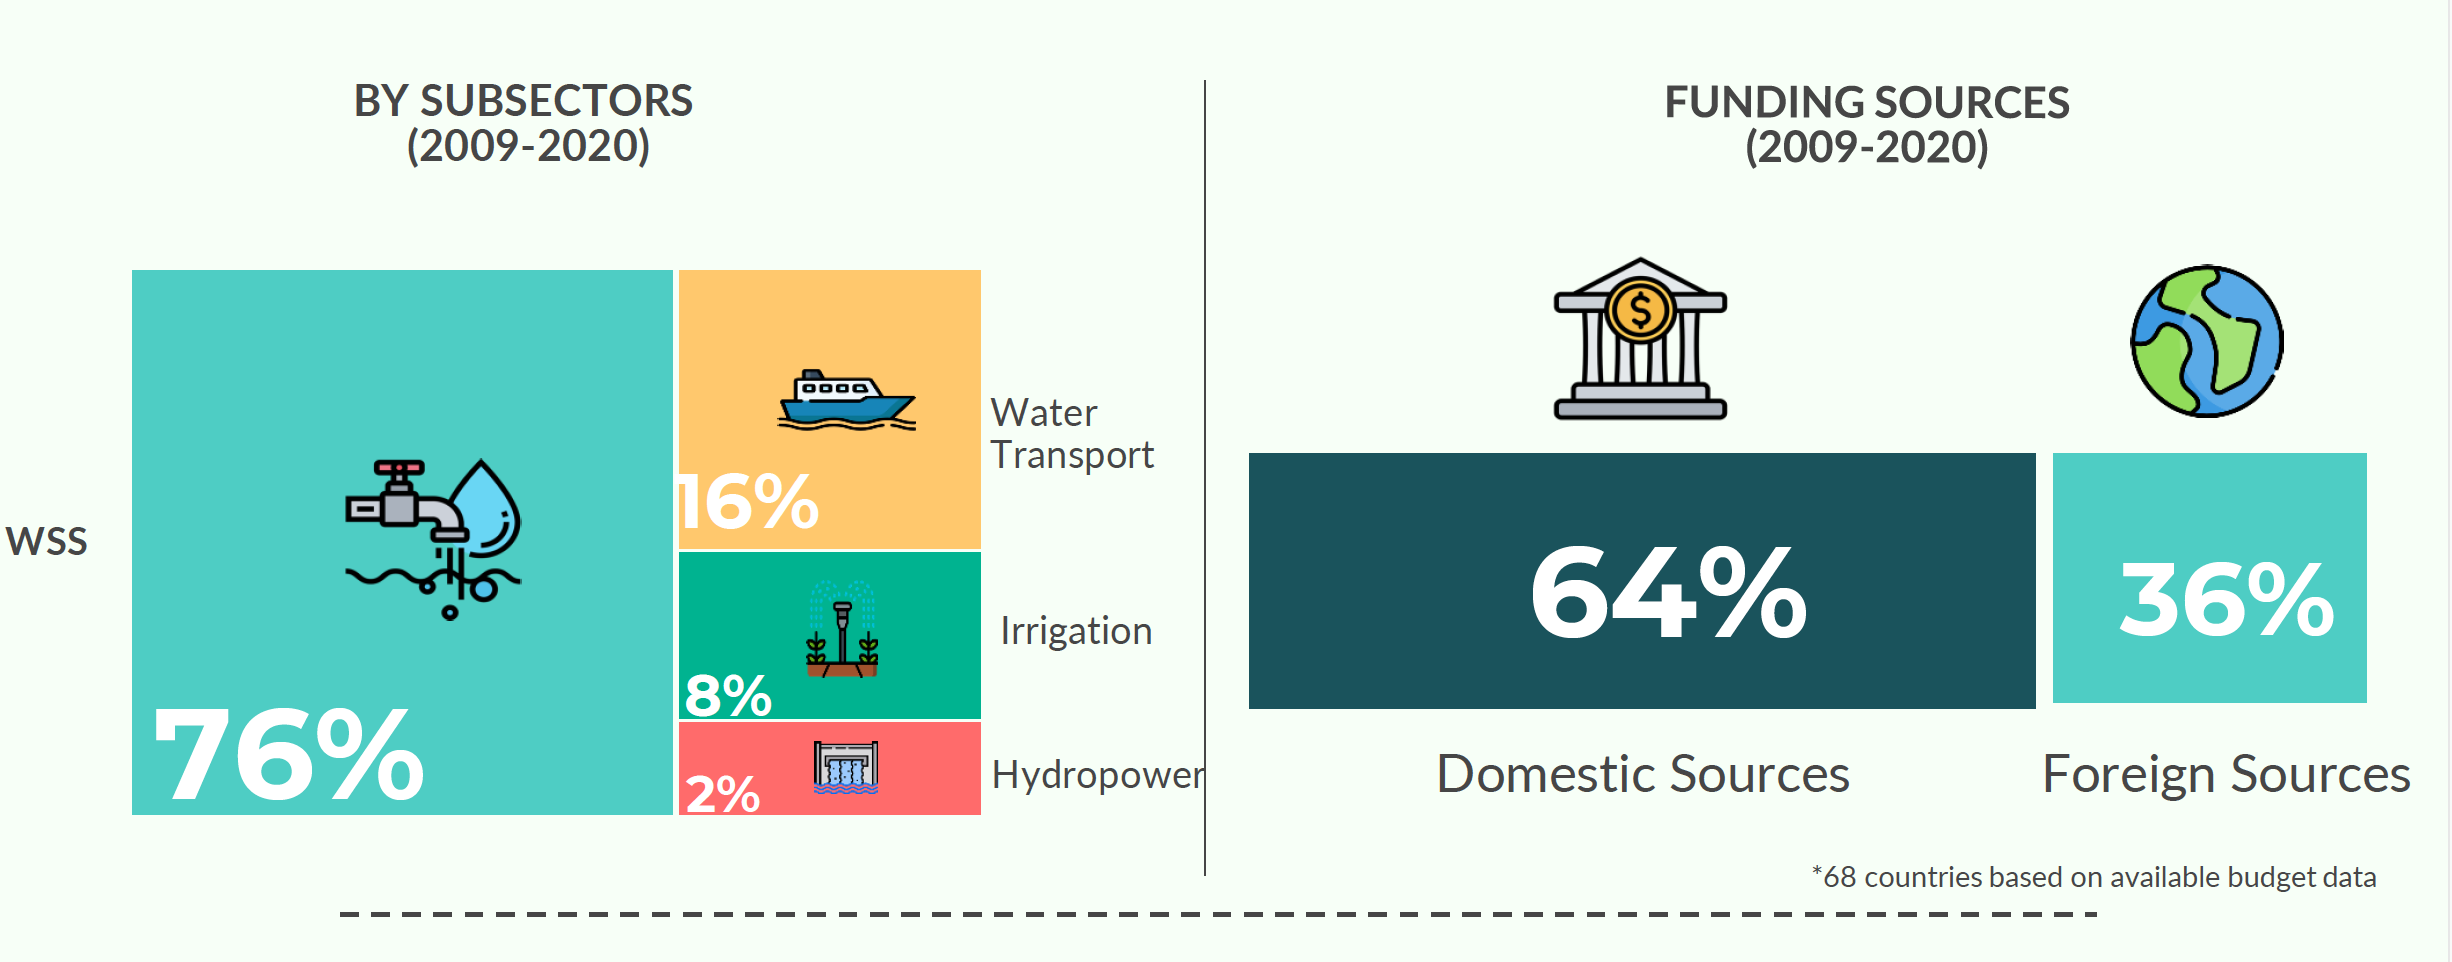 BY SUBSECTORS
(2009-2020)
WSS
76%
16%
Water
Transport
8%
Irrigation
2%
Hydropower
FUNDING SOURCES
(2009-2020)
$
64%
36%
Domestic Sources
Foreign Sources
*68 countries based on available budget data